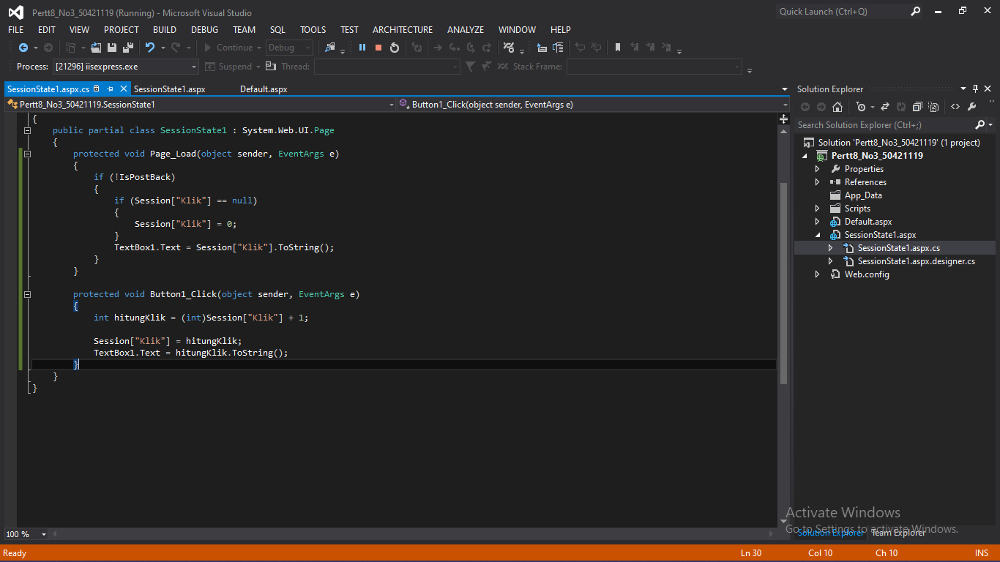 Pertt8_No3_50421119 (Running) - Microsoft Visual Studio
Quick Launch (Ctrl+Q)
FILE EDIT VIEW PROJECT BUILD DEBUG TEAM SQL TOOLS TEST ARCHITECTURE ANALYZE WINDOW HELP
Continue Debug
Process: [21296] iisexpress.exe Suspend Thread: Stack Frame:
SessionState1.aspx.cs SessionState1.aspx Default.aspx
Pertt8_No3_50421119.SessionState1 Button1_Click(object sender, EventArgs e)
{
public partial class SessionState1 : System.Web.UI.Page
{
protected void Page_Load(object sender, EventArgs e)
{
if (!IsPostBack)
{
if (Session["Klik"] == null)
{
Session["Klik"] = 0;
}
TextBox1.Text = Session["Klik"].ToString();
}
}
protected void Button1_Click(object sender, EventArgs e)
{
int hitungKlik = (int)Session["Klik"] + 1;
Session["Klik"] = hitungKlik;
TextBox1.Text = hitungKlik.ToString();
}
}
}
100 %
Solution Explorer
Search Solution Explorer (Ctrl+;)
Solution 'Pertt8_No3_50421119' (1 project)
Pertt8_No3_50421119
Properties
References
App_Data
Scripts
Default.aspx
SessionState1.aspx
SessionState1.aspx.cs
SessionState1.aspx.designer.cs
Web.config
Activate Windows
Go to Settings to activate Windows.
Solution Explorer Team Explorer
Ready Ln 30 Col 10 Ch 10 INS